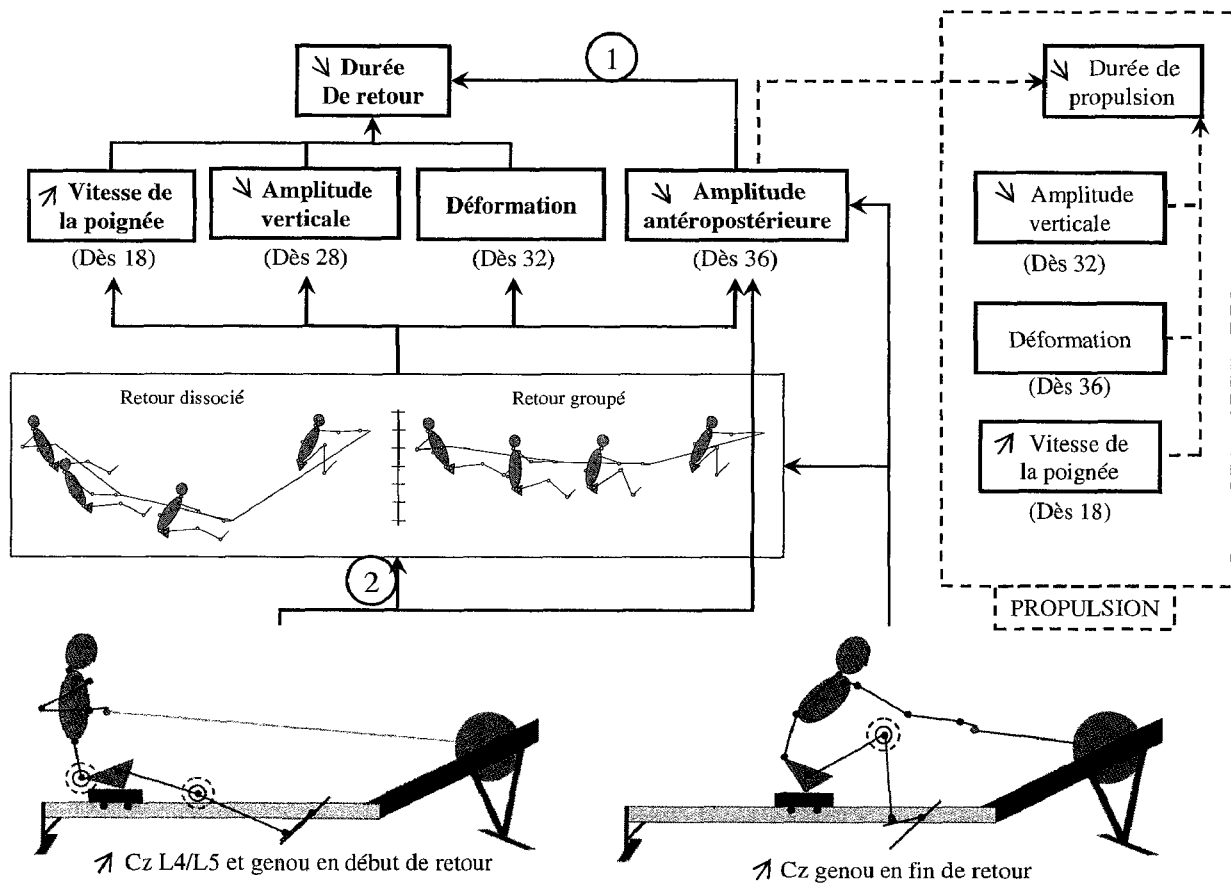 1
↘ Durée
De retour
↘ Durée de
propulsion
↗ Vitesse de
la poignée
(Dès 18)
↘ Amplitude
verticale
(Dès 28)
Déformation
(Dès 32)
↘ Amplitude
antéropostérieure
(Dès 36)
↘ Amplitude
verticale
(Dès 32)
Déformation
(Dès 36)
↗ Vitesse de
la poignée
(Dès 18)
PROPULSION
Retour dissocié
Retour groupé
2
↗ Cz L4/L5 et genou en début de retour
↗ Cz genou en fin de retour